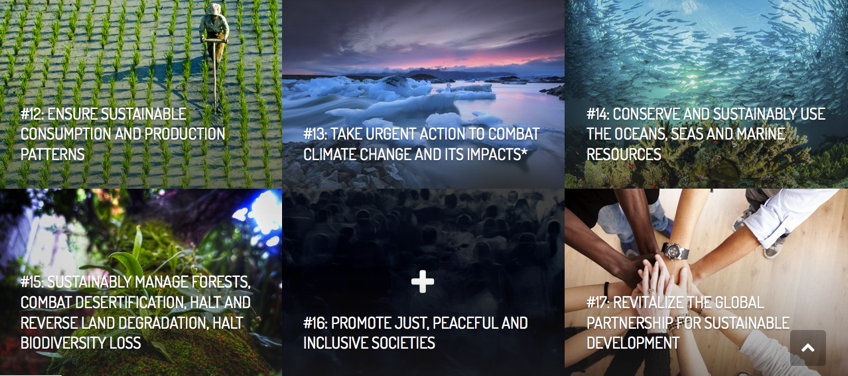 #12: ENSURE SUSTAINABLE
CONSUMPTION AND PRODUCTION
PATTERNS
#13: TAKE URGENT ACTION TO COMBAT
CLIMATE CHANGE AND ITS IMPACTS*
#14: CONSERVE AND SUSTAINABLY USE
THE OCEANS, SEAS AND MARINE
RESOURCES
#15: SUSTAINABLY MANAGE FORESTS,
COMBAT DESERTIFICATION, HALT AND
REVERSE LAND DEGRADATION, HALT
BIODIVERSITY LOSS
#16: PROMOTE JUST, PEACEFUL AND
INCLUSIVE SOCIETIES
#17: REVITALIZE THE GLOBAL
PARTNERSHIP FOR SUSTAINABLE
DEVELOPMENT